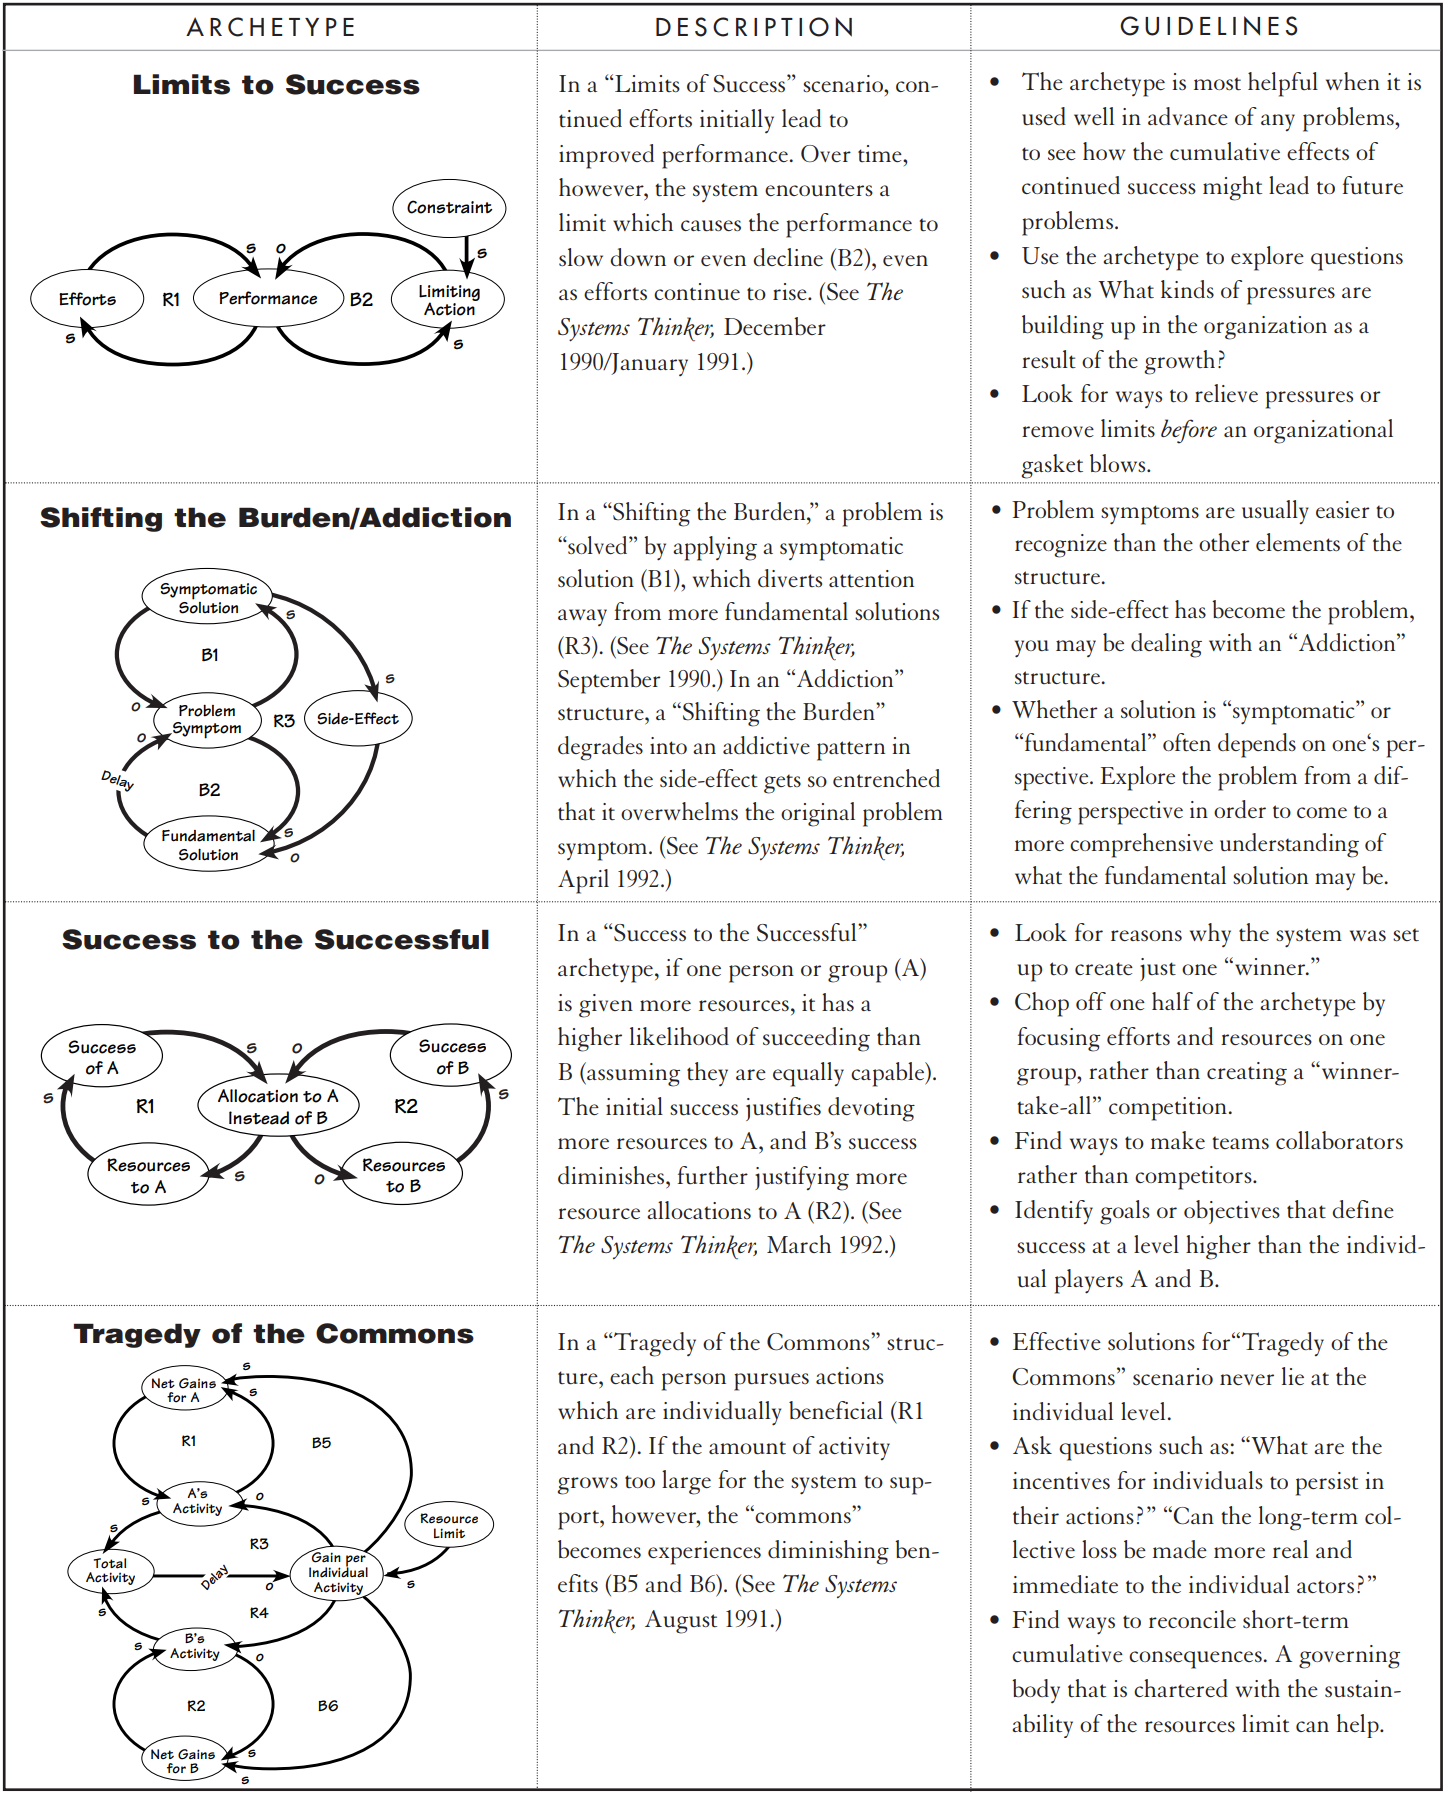 ARCHETYPE
DESCRIPTION
GUIDELINES
Limits to Success
Constraint
s
o
s
Efforts
R1
Performance
B2
Limiting
Action
s
s
In a “Limits of Success” scenario, con-
tinued efforts initially lead to
improved performance. Over time,
however, the system encounters a
limit which causes the performance to
slow down or even decline (B2), even
as efforts continue to rise. (See The
Systems Thinker, December
1990/January 1991.)
• The archetype is most helpful when it is
used well in advance of any problems,
to see how the cumulative effects of
continued success might lead to future
problems.
• Use the archetype to explore questions
such as What kinds of pressures are
building up in the organization as a
result of the growth?
• Look for ways to relieve pressures or
remove limits before an organizational
gasket blows.
Shifting the Burden/Addiction
Symptomatic
Solution
s
B1
s
o
Problem
Symptom
R3
Side-Effect
o
Delay
B2
Fundamental
Solution
s
o
In a “Shifting the Burden,” a problem is
“solved” by applying a symptomatic
solution (B1), which diverts attention
away from more fundamental solutions
(R3). (See The Systems Thinker,
September 1990.) In an “Addiction”
structure, a “Shifting the Burden”
degrades into an addictive pattern in
which the side-effect gets so entrenched
that it overwhelms the original problem
symptom. (See The Systems Thinker,
April 1992.)
• Problem symptoms are usually easier to
recognize than the other elements of the
structure.
• If the side-effect has become the problem,
you may be dealing with an “Addiction”
structure.
• Whether a solution is “symptomatic” or
“fundamental” often depends on one‘s per-
spective. Explore the problem from a dif-
fering perspective in order to come to a
more comprehensive understanding of
what the fundamental solution may be.
Success to the Successful
Success
of A
s
o
Success
of B
s
R1
Allocation to A
Instead of B
R2
s
Resources
to A
s
o
Resources
to B
In a “Success to the Successful”
archetype, if one person or group (A)
is given more resources, it has a
higher likelihood of succeeding than
B (assuming they are equally capable).
The initial success justifies devoting
more resources to A, and B’s success
diminishes, further justifying more
resource allocations to A (R2). (See
The Systems Thinker, March 1992.)
• Look for reasons why the system was set
up to create just one “winner.”
• Chop off one half of the archetype by
focusing efforts and resources on one
group, rather than creating a “winner-
take-all” competition.
• Find ways to make teams collaborators
rather than competitors.
• Identify goals or objectives that define
success at a level higher than the individ-
ual players A and B.
Tragedy of the Commons
s
Net Gains
for A
s
R1
B5
s
A's
Activity
o
Resource
Limit
s
R3
Total
Activity
Delay
o
Gain per
Individual
Activity
s
s
R4
s
B's
Activity
o
R2
B6
Net Gains
for B
s
s
In a “Tragedy of the Commons” struc-
ture, each person pursues actions
which are individually beneficial (R1
and R2). If the amount of activity
grows too large for the system to sup-
port, however, the “commons”
becomes experiences diminishing ben-
efits (B5 and B6). (See The Systems
Thinker, August 1991.)
• Effective solutions for“Tragedy of the
Commons” scenario never lie at the
individual level.
• Ask questions such as: “What are the
incentives for individuals to persist in
their actions?” “Can the long-term col-
lective loss be made more real and
immediate to the individual actors?”
• Find ways to reconcile short-term
cumulative consequences. A governing
body that is chartered with the sustain-
ability of the resources limit can help.